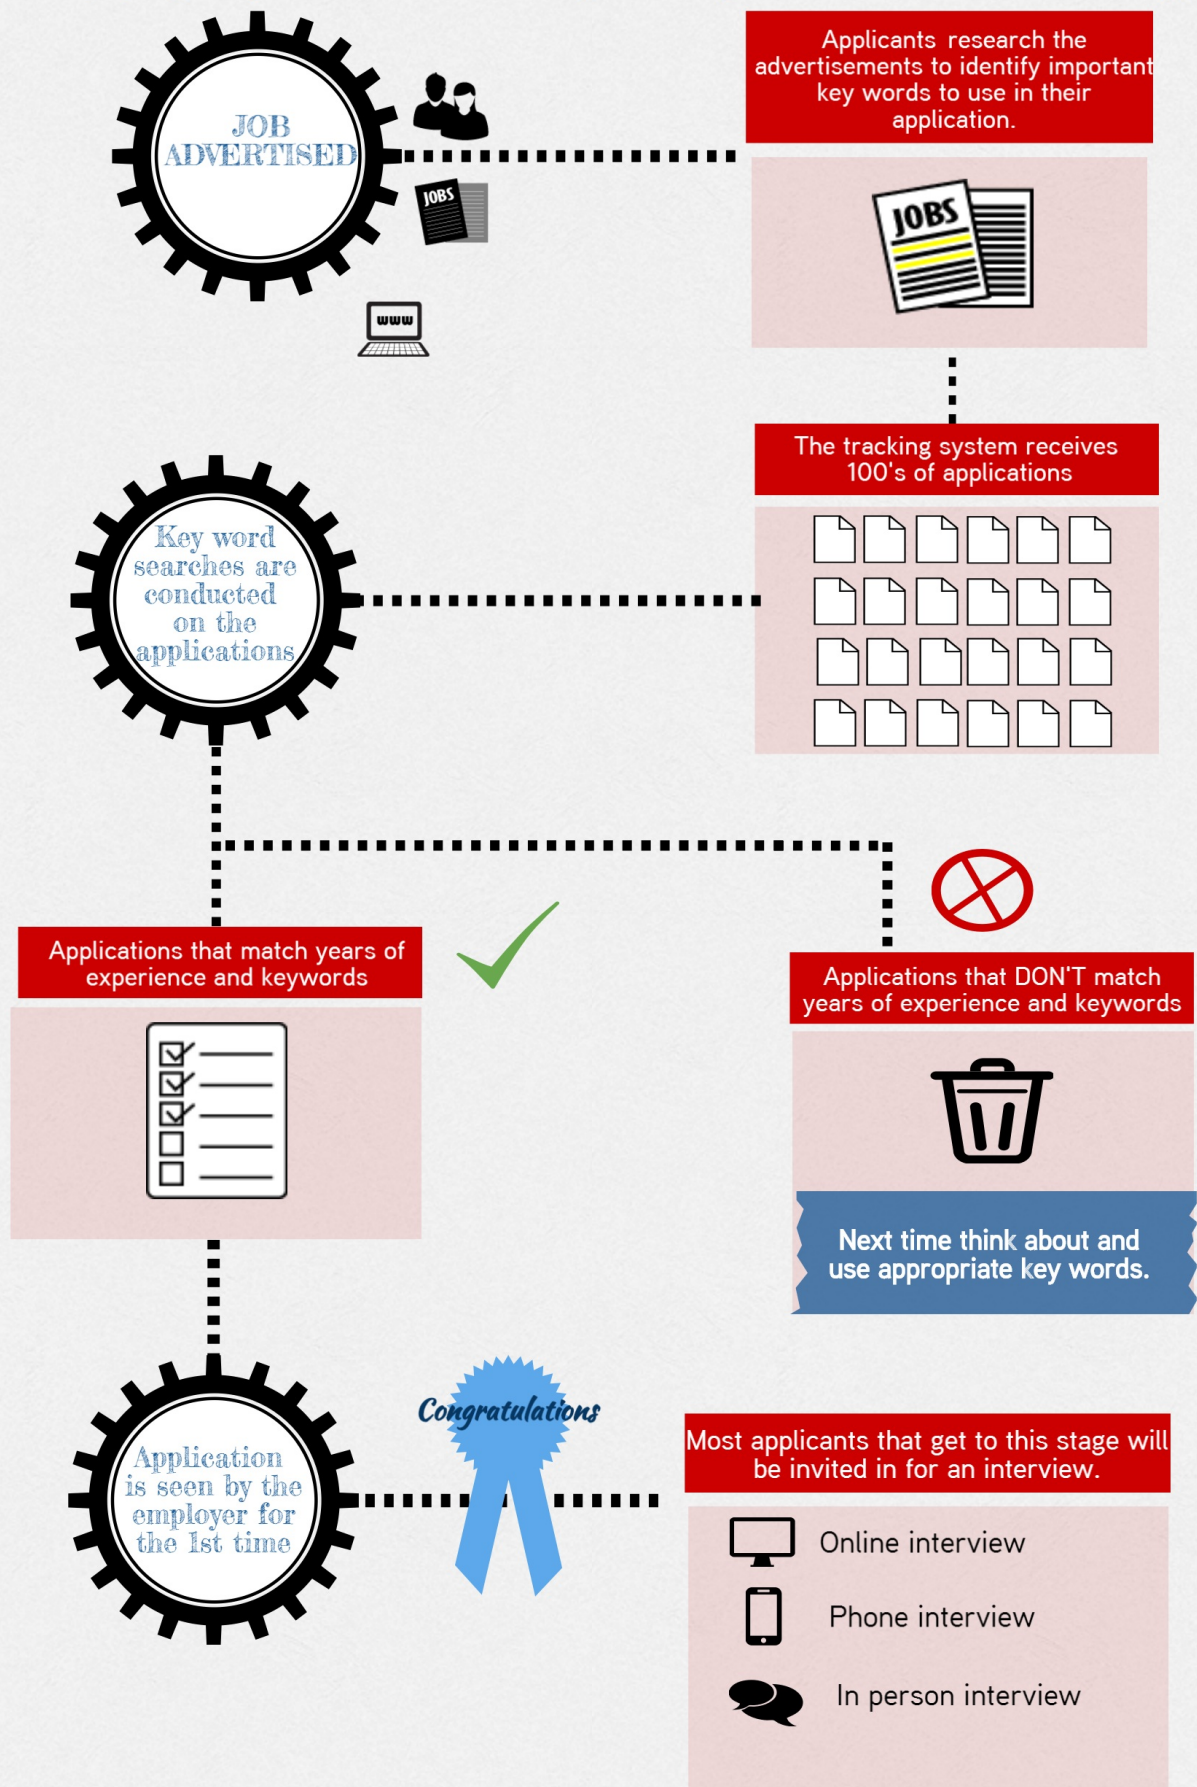 JOB
ADVERTISED
JOBS
www
Applicants research the
advertisements to identify important
key words to use in their
application.
JOBS
The tracking system receives
100's of applications
Key word
searches are
conducted
on the
applications
Applications that match years of
experience and keywords
Applications that DON'T match
years of experience and keywords
Next time think about and
use appropriate key words.
Application
is seen by the
employer for
the 1st time
Congratulations
Most applicants that get to this stage will
be invited in for an interview.
Online interview
Phone interview
In person interview